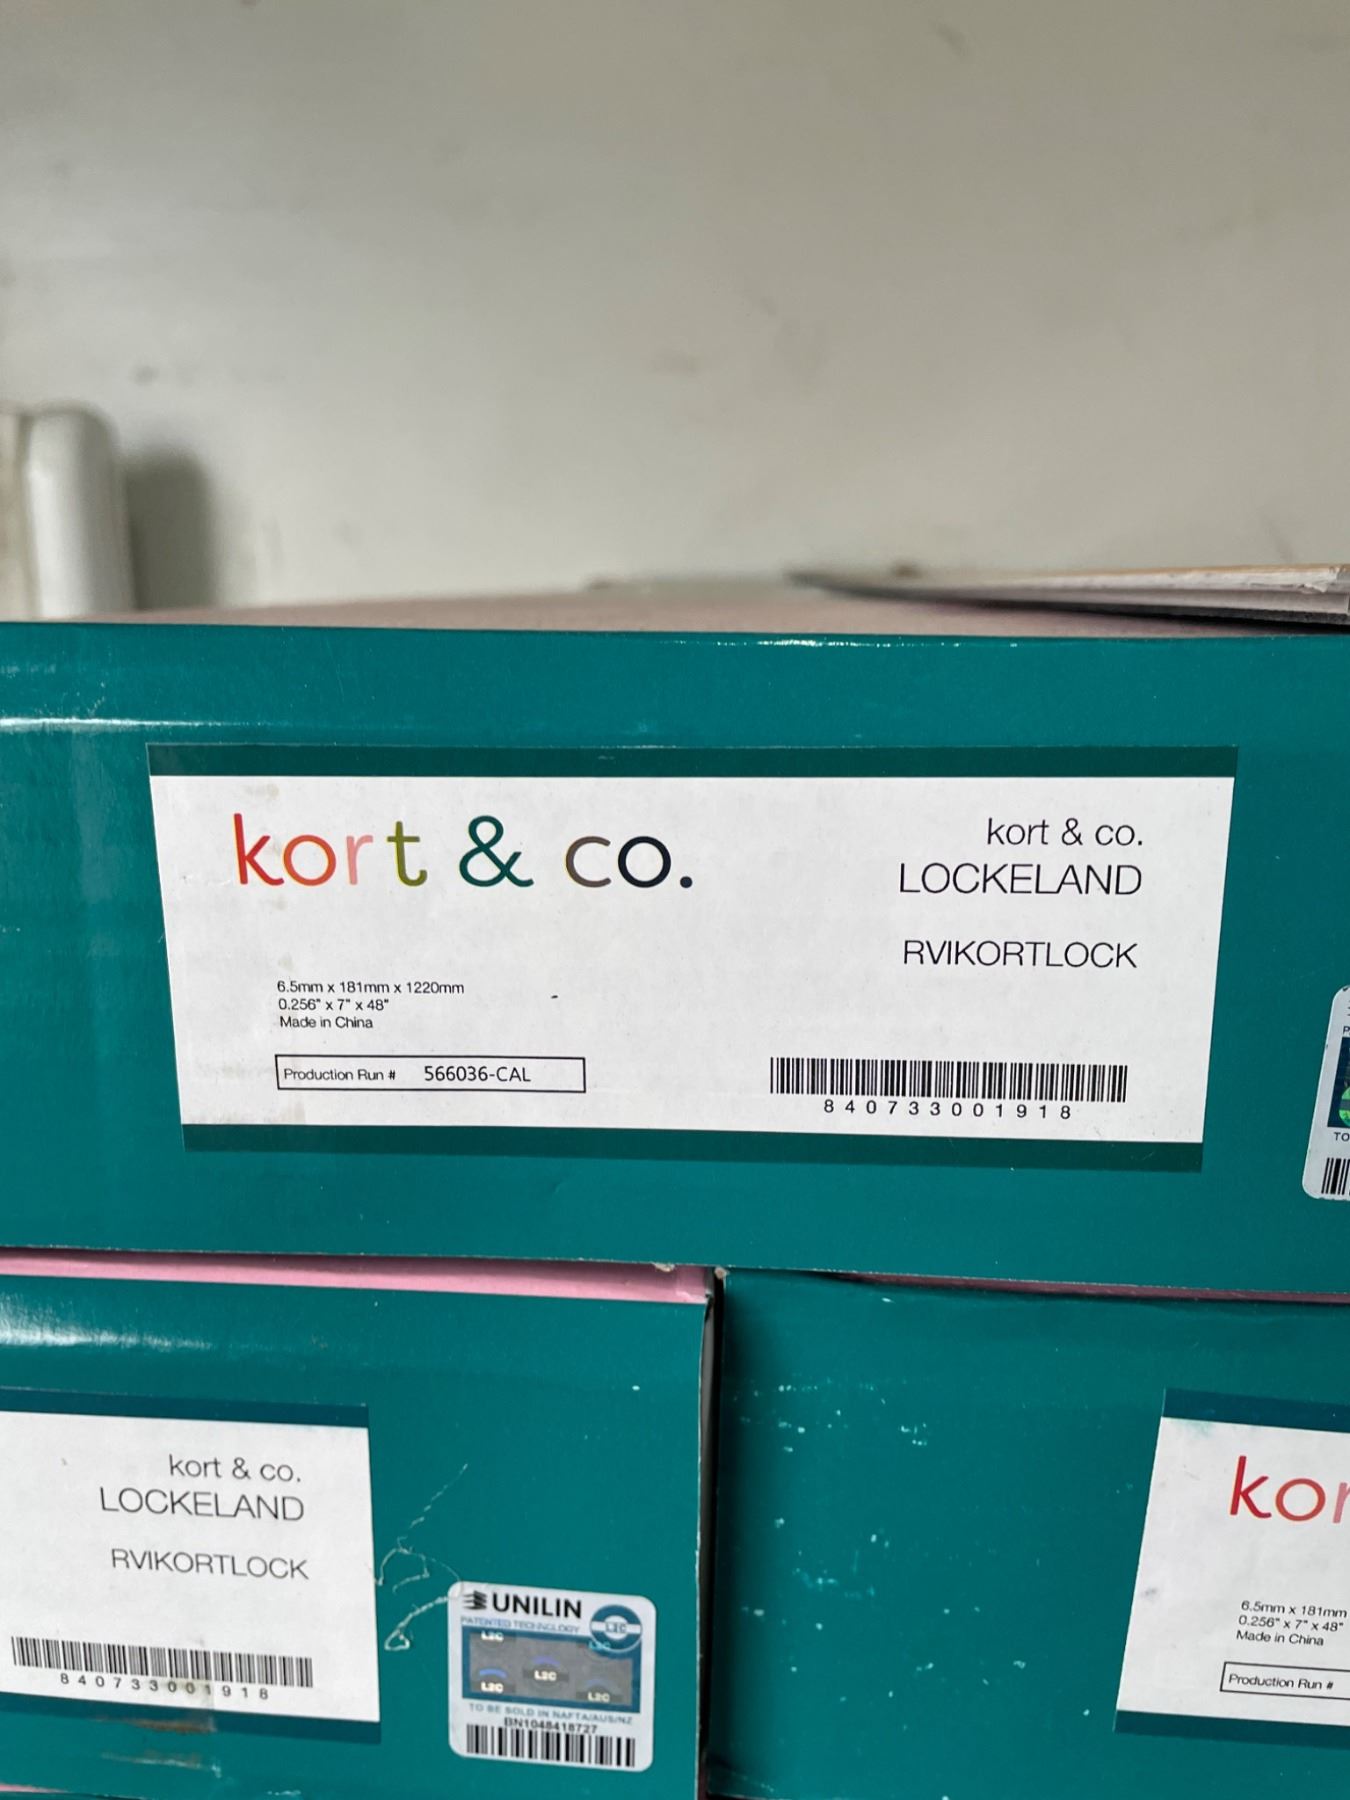 kort & co.
kort & co.
LOCKELAND
RVIKORTLOCK
6.5mm x 181mm x 1220mm
0.256" x 7" x 48"
Made in China
Production Run # 566036-CAL
840733001918
TO
kort & co.
LOCKELAND
RVIKORTLOCK
840733001918
UNILIN
PATENTED TECHNOLOGY
L2C
L2C
L2C
L2C
L2C
L2C
TO BE SOLD IN NAFTA/AUS/NZ
BN1048418727
kor
6.5mm x 181mm
0.256" x 7" x 48"
Made in China
Production Run #